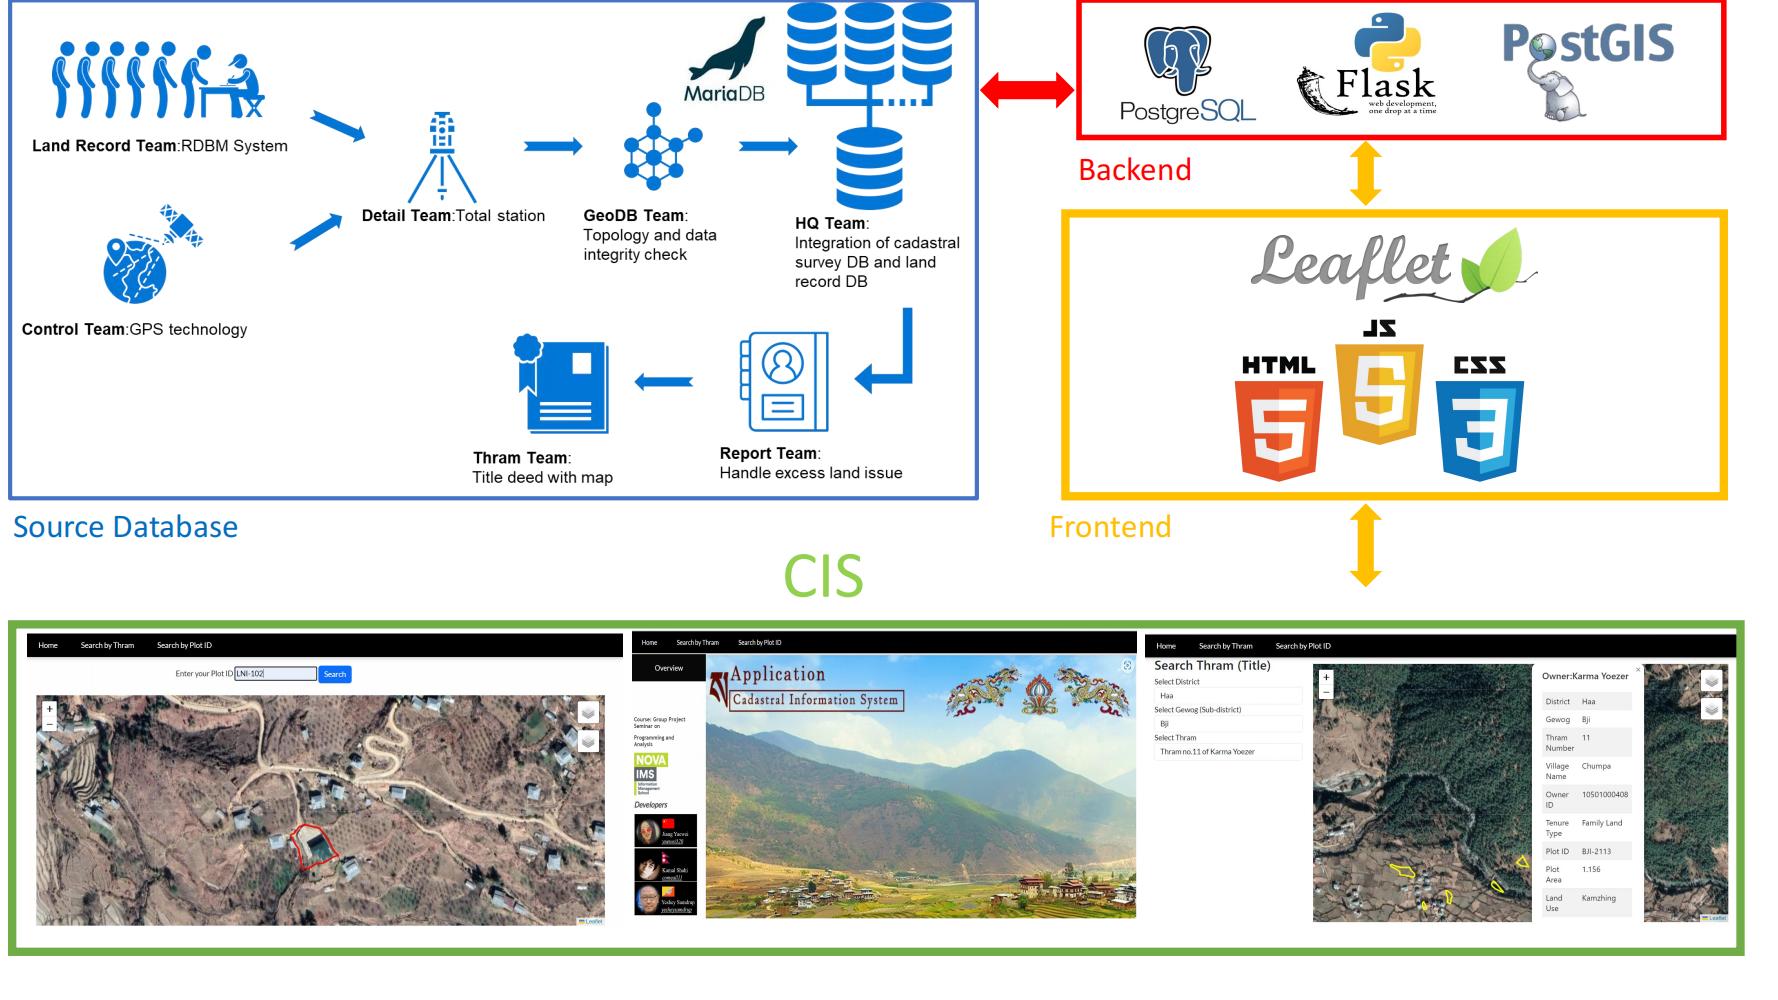 MariaDB
Land Record Team:RDBM System
Detail Team:Total station
GeoDB Team:
Topology and data
integrity check
HQ Team:
Integration of cadastral
survey DB and land
record DB
Control Team:GPS technology
Thram Team:
Title deed with map
Report Team:
Handle excess land issue
Source Database
PostgreSQL
Flask
web development,
one drop at a time
PostGIS
Backend
Leaflet
HTML
5
JS
5
CSS
3
Frontend
CIS
Home Search by Thram Search by Plot ID
Enter your Plot ID LNI-102 Search
+
−
Leaflet
Home Search by Thram Search by Plot ID
Overview
Application
Cadastral Information System
Course: Group Project
Seminar on
Programming and
Analysis
NOVA
IMS
Information
Management
School
Developers
Jiang Yacwei
Kamal Shahi
Yeshey Samdrup
yesheysamdrup
Home Search by Thram Search by Plot ID
Search Thram (Title)
Select District
Haa
Select Gewog (Sub-district)
Bji
Select Thram
Thram no.11 of Karma Yoezer
+
−
×
Owner:Karma Yoezer
District Haa
Gewog Bji
Thram Number 11
Village Name Chumpa
Owner ID 10501000408
Tenure Type Family Land
Plot ID BJI-2113
Plot Area 1.156
Land Use Kamzhing
Leaflet